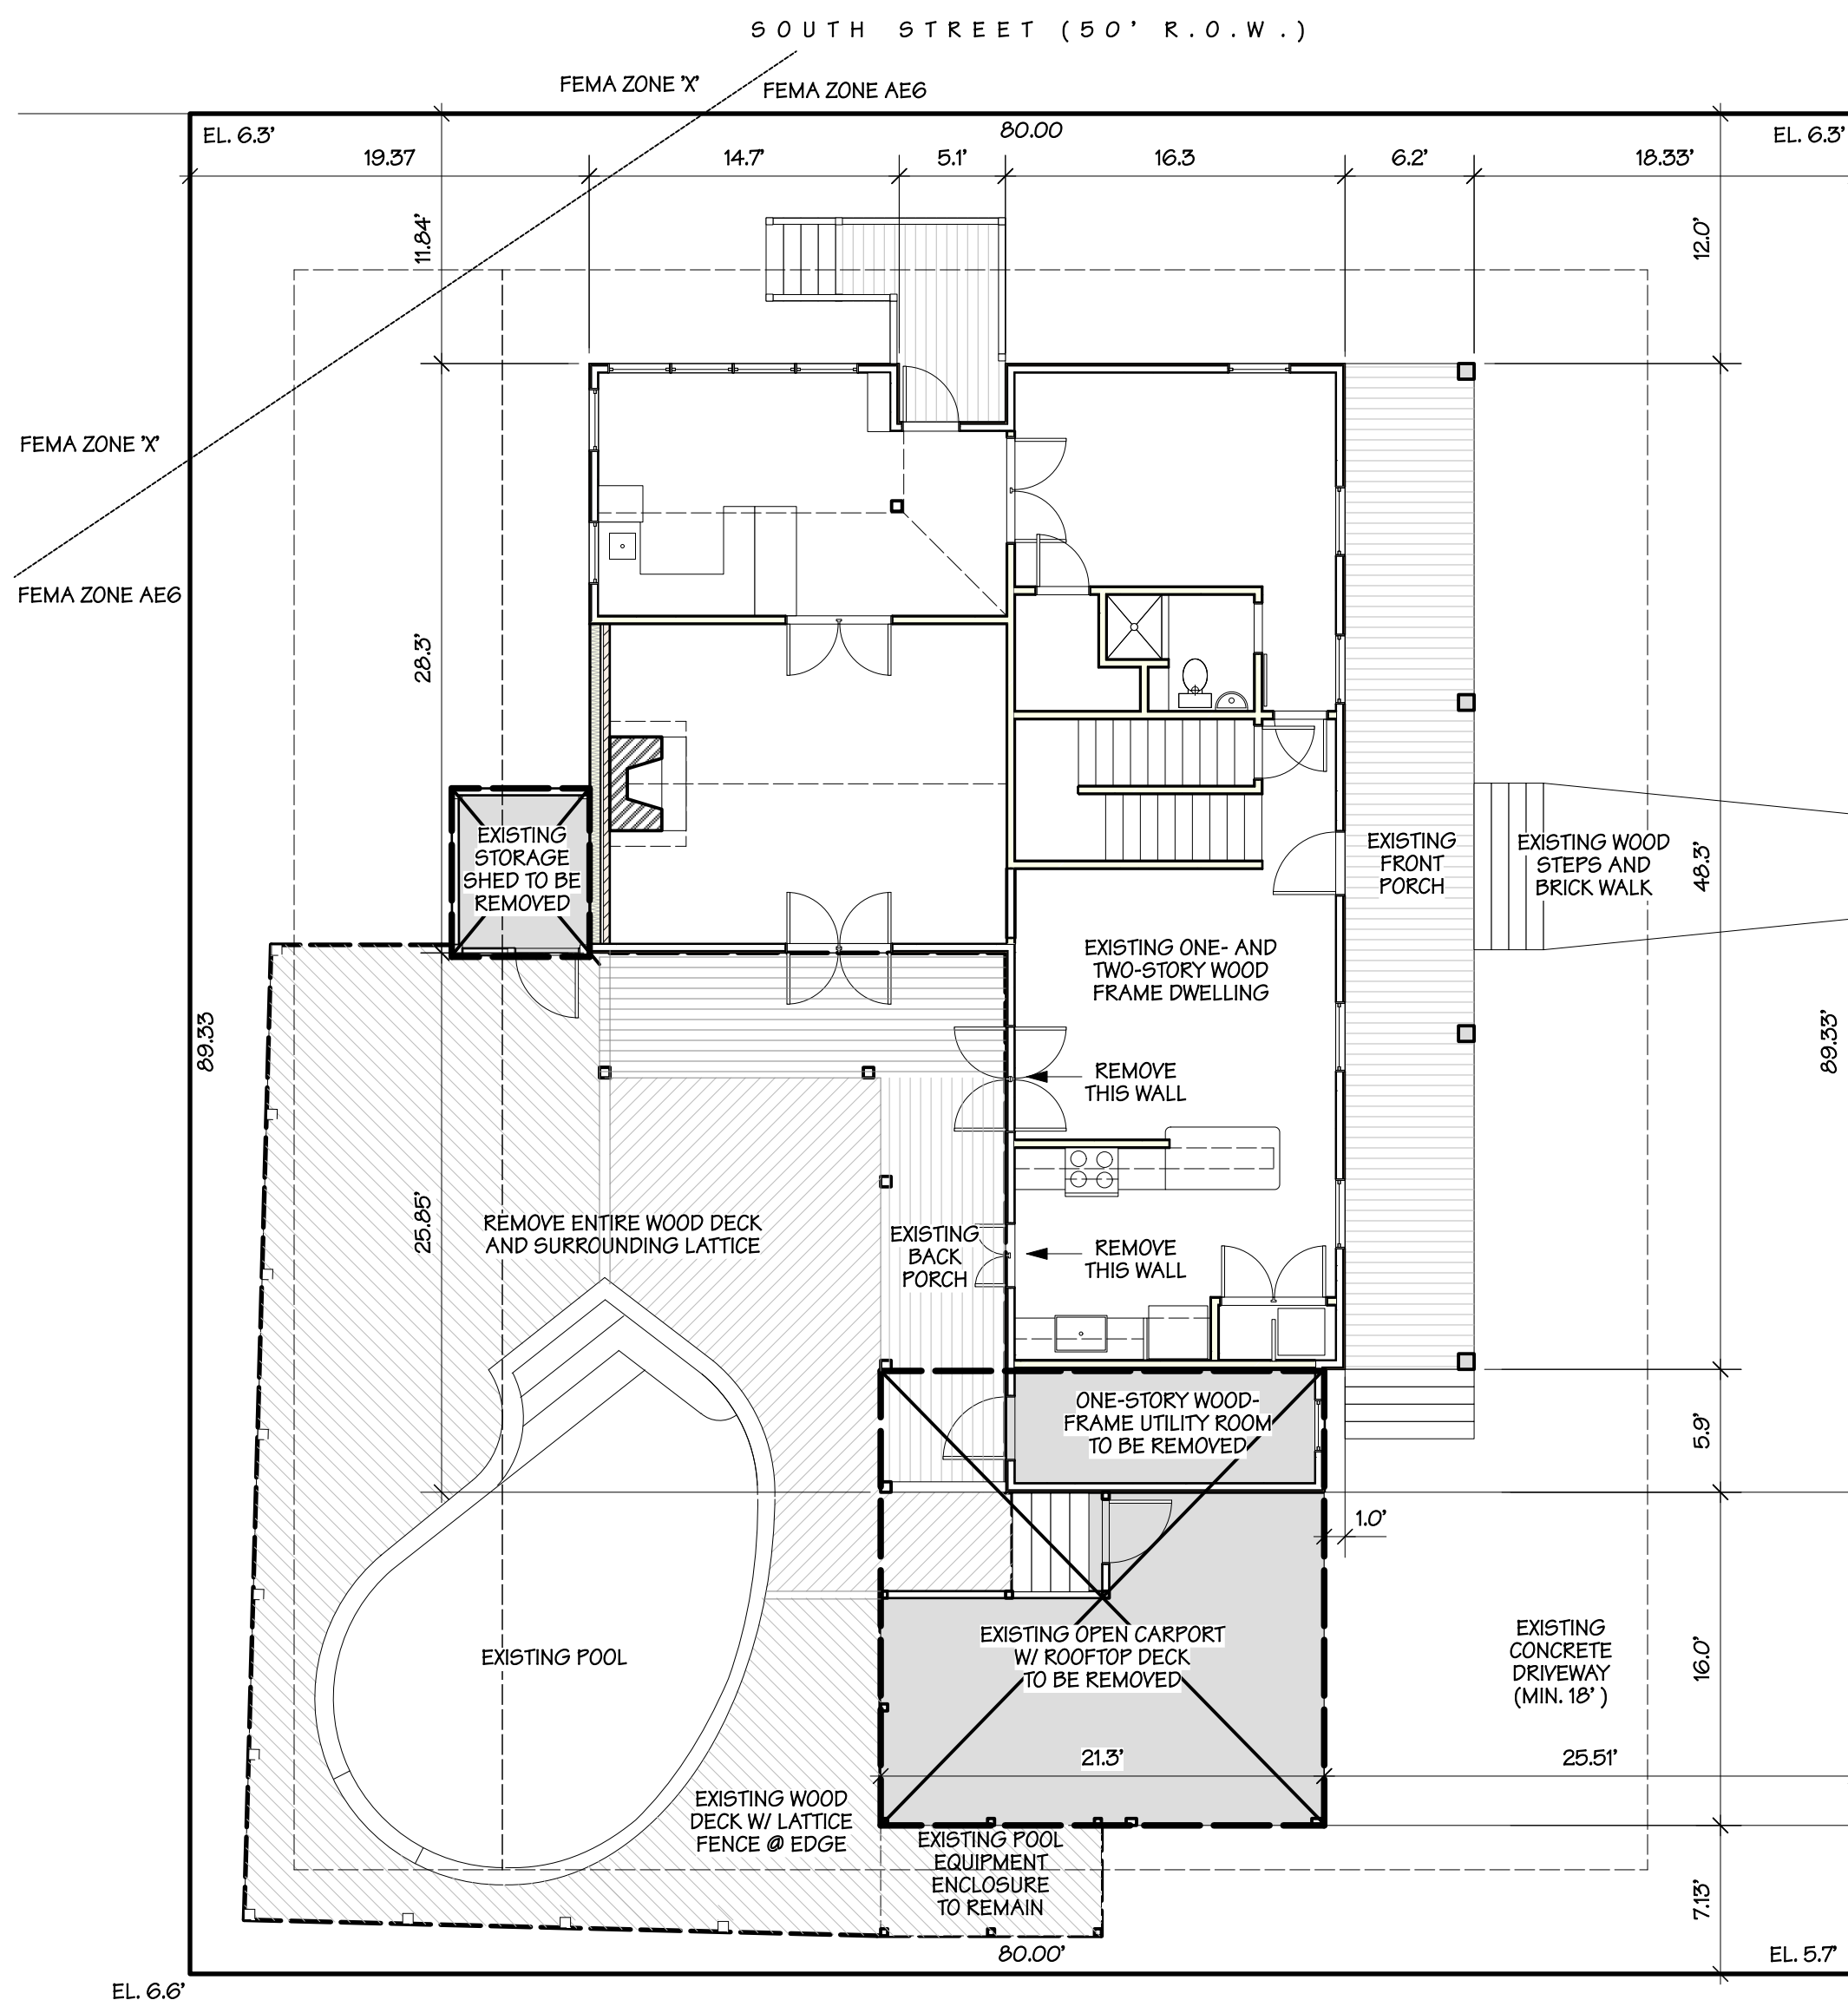 SOUTH STREET (50' R.O.W.)
FEMA ZONE 'X'
FEMA ZONE AE6
EL. 6.3'
80.00
EL. 6.3'
19.37
14.7'
5.1'
16.3
6.2'
18.33'
11.84'
12.0'
FEMA ZONE 'X'
FEMA ZONE AE6
28.3'
EXISTING
STORAGE
SHED TO BE
REMOVED
EXISTING
FRONT
PORCH
EXISTING WOOD
STEPS AND
BRICK WALK
48.3'
EXISTING ONE- AND
TWO-STORY WOOD
FRAME DWELLING
89.33
89.33'
REMOVE
THIS WALL
25.85'
REMOVE ENTIRE WOOD DECK
AND SURROUNDING LATTICE
EXISTING
BACK
PORCH
REMOVE
THIS WALL
ONE-STORY WOOD-
FRAME UTILITY ROOM
TO BE REMOVED
5.9'
1.0'
EXISTING POOL
EXISTING OPEN CARPORT
W/ ROOFTOP DECK
TO BE REMOVED
EXISTING
CONCRETE
DRIVEWAY
(MIN. 18' )
16.0'
21.3'
25.51'
EXISTING WOOD
DECK W/ LATTICE
FENCE @ EDGE
EXISTING POOL
EQUIPMENT
ENCLOSURE
TO REMAIN
7.13'
80.00'
EL. 5.7'
EL. 6.6'